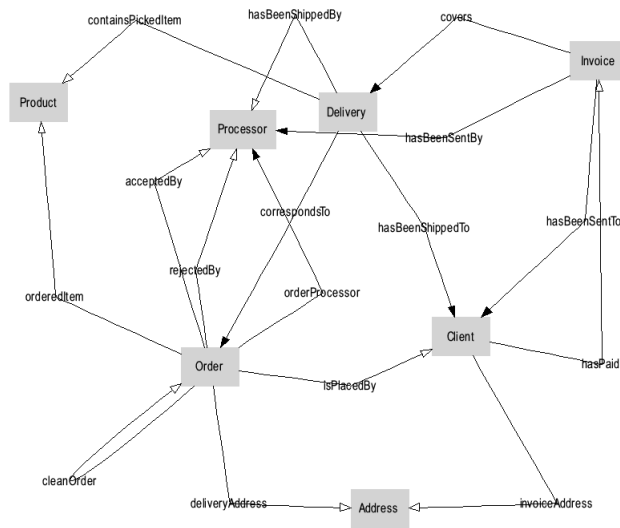 containsPickedItem
hasBeenShippedBy
covers
Invoice
Product
Delivery
Processor
hasBeenSentBy
acceptedBy
correspondsTo
hasBeenSentTo
hasBeenShippedTo
rejectedBy
orderedItem
orderProcessor
Client
Order
hasPaid
isPlacedBy
cleanOrder
deliveryAddress
Address
invoiceAddress